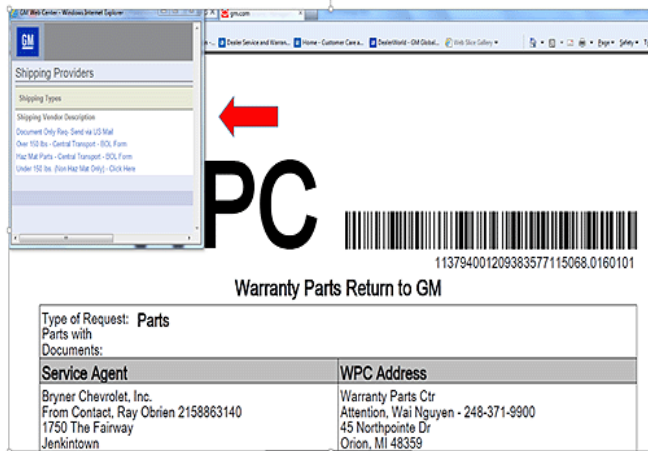 GM Web Center - Windows Internet Explorer
gm.com
Dealer Service and Warran...
Home - Customer Care a...
DealerWorld - GM Global...
Web Slice Gallery
Page
Safety
GM
Shipping Providers
Shipping Types
Shipping Vendor Description
Document Only Req. Send via US Mail
Over 150 lbs - Central Transport - BOL Form
Haz Mat Parts - Central Transport - BOL Form
Under 150 lbs. (Non Haz Mat Only) - Click Here
PC
113794001209383577115068.0160101
Warranty Parts Return to GM
Type of Request: Parts
Parts with
Documents:
Service Agent
WPC Address
Bryner Chevrolet, Inc.
From Contact, Ray Obrien 2158863140
1750 The Fairway
Jenkintown
Warranty Parts Ctr
Attention, Wai Nguyen - 248-371-9900
45 Northpointe Dr
Orion, MI 48359